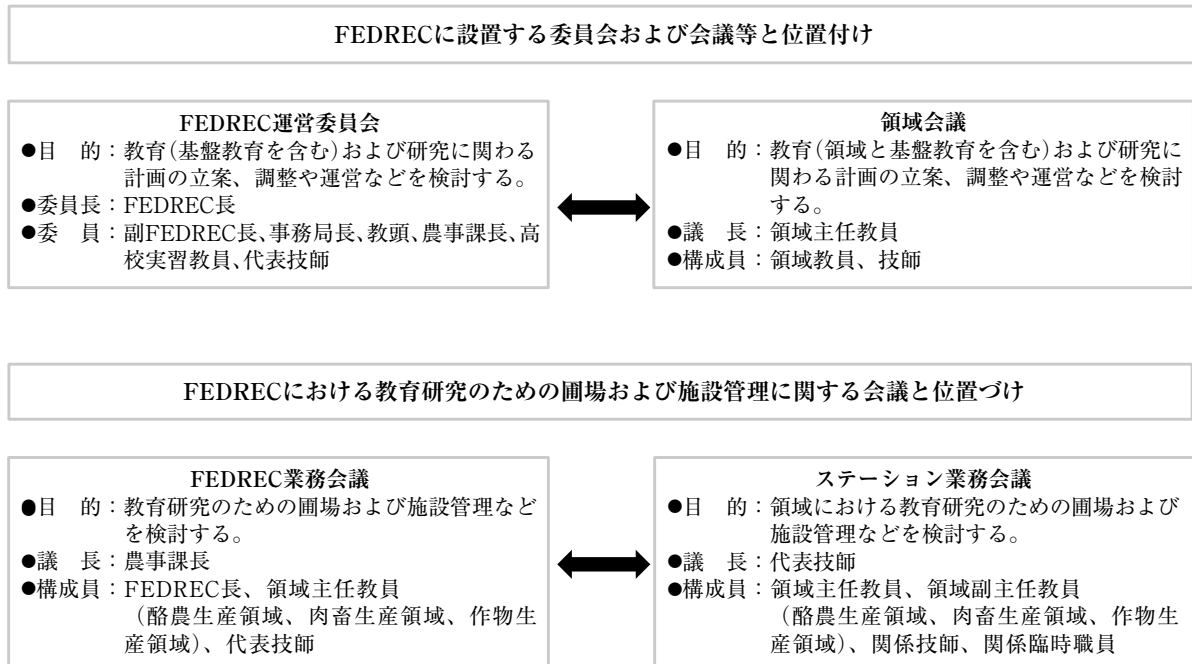 FEDRECに設置する委員会および会議等と位置付け
FEDREC運営委員会
●目　的：教育(基盤教育を含む)および研究に関わる
計画の立案、調整や運営などを検討する。
●委員長：FEDREC長
●委　員：副FEDREC長、事務局長、教頭、農事課長、高
校実習教員、代表技師
領域会議
●目　的：教育(領域と基盤教育を含む)および研究に
関わる計画の立案、調整や運営などを検討
する。
●議　長：領域主任教員
●構成員：領域教員、技師
FEDRECにおける教育研究のための圃場および施設管理に関する会議と位置づけ
FEDREC業務会議
●目　的：教育研究のための圃場および施設管理など
を検討する。
●議　長：農事課長
●構成員：FEDREC長、領域主任教員
（酪農生産領域、肉畜生産領域、作物生
産領域）、代表技師
ステーション業務会議
●目　的：領域における教育研究のための圃場および
施設管理などを検討する。
●議　長：代表技師
●構成員：領域主任教員、領域副主任教員
（酪農生産領域、肉畜生産領域、作物生
産領域）、関係技師、関係臨時職員